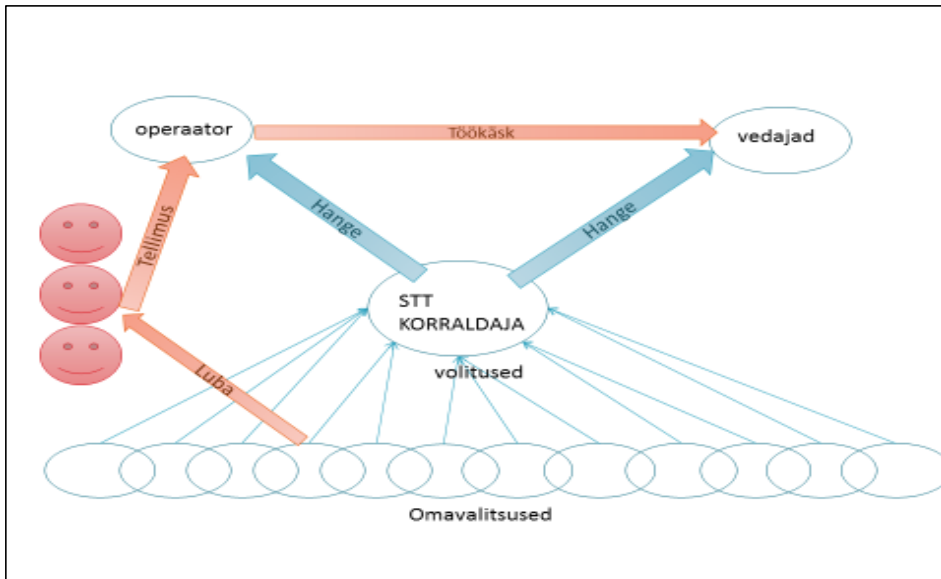 operaator
Töökäsk
vedajad
Tellimus
Hange
Hange
STT
KORRALDAJA
volitused
Luba
Omavalitsused